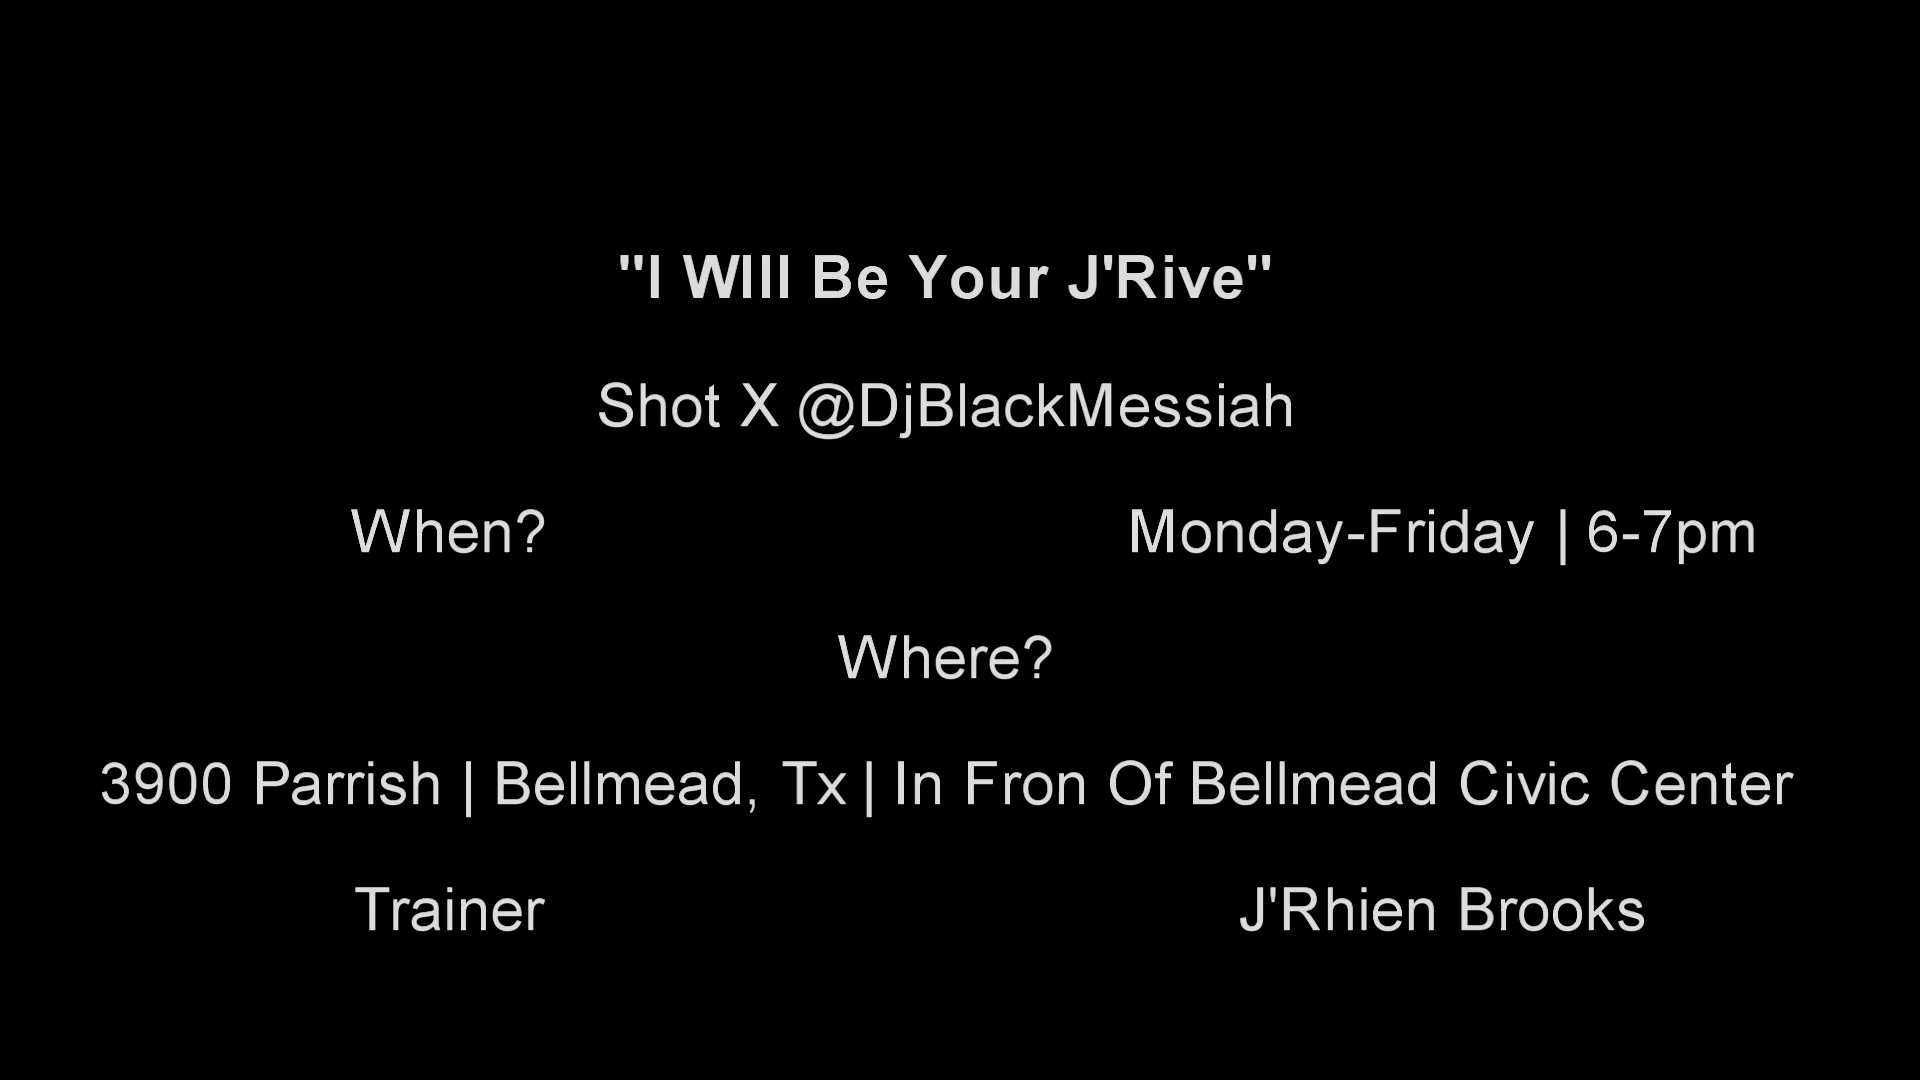 "I WIll Be Your J'Rive"
Shot X @DjBlackMessiah
When? Monday-Friday | 6-7pm
Where?
3900 Parrish | Bellmead, Tx | In Fron Of Bellmead Civic Center
Trainer J'Rhien Brooks